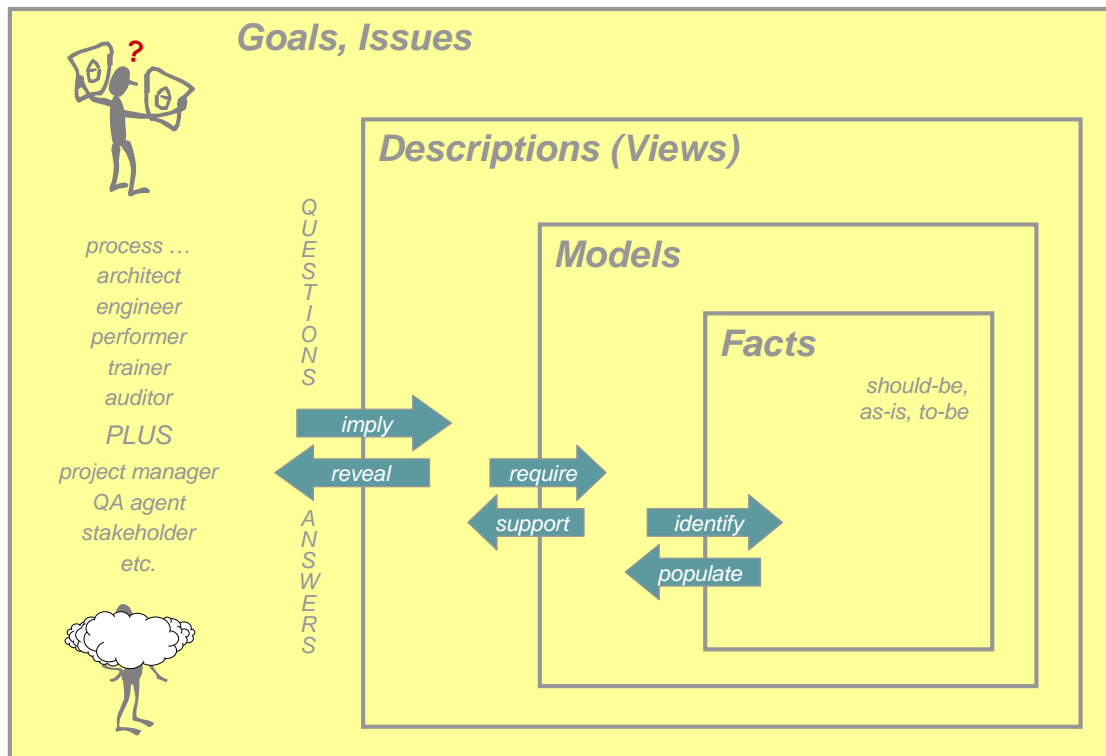 Goals, Issues
?
Descriptions (Views)
Models
Facts
should-be,
as-is, to-be
QUESTIONS
process …
architect
engineer
performer
trainer
auditor
PLUS
project manager
QA agent
stakeholder
etc.
imply
reveal
require
support
identify
populate
ANSWERS